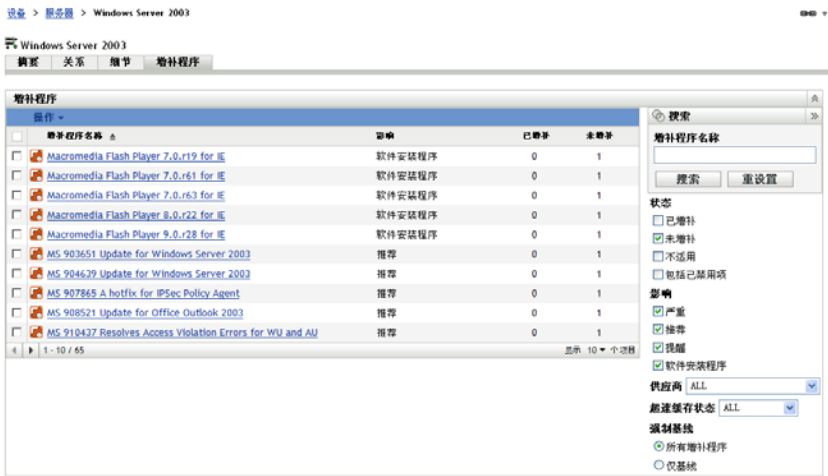 设备 > 服务器 > Windows Server 2003
Windows Server 2003
摘要 关系 细节 增补程序
增补程序
操作
增补程序名称 影响 已增补 未增补
Macromedia Flash Player 7.0.r19 for IE 软件安装程序 0 1
Macromedia Flash Player 7.0.r61 for IE 软件安装程序 0 1
Macromedia Flash Player 7.0.r63 for IE 软件安装程序 0 1
Macromedia Flash Player 8.0.r22 for IE 软件安装程序 0 1
Macromedia Flash Player 9.0.r28 for IE 软件安装程序 0 1
MS 903651 Update for Windows Server 2003 推荐 0 1
MS 904639 Update for Windows Server 2003 推荐 0 1
MS 907865 A hotfix for IPSec Policy Agent 推荐 0 1
MS 908521 Update for Office Outlook 2003 推荐 0 1
MS 910437 Resolves Access Violation Errors for WU and AU 推荐 0 1
1 - 10 / 65 显示 10 个项目
搜索
增补程序名称
搜索 重设置
状态
已增补
未增补
不适用
包括已禁用项
影响
严重
推荐
提醒
软件安装程序
供应商 ALL
超速缓存状态 ALL
强制基线
所有增补程序
仅基线